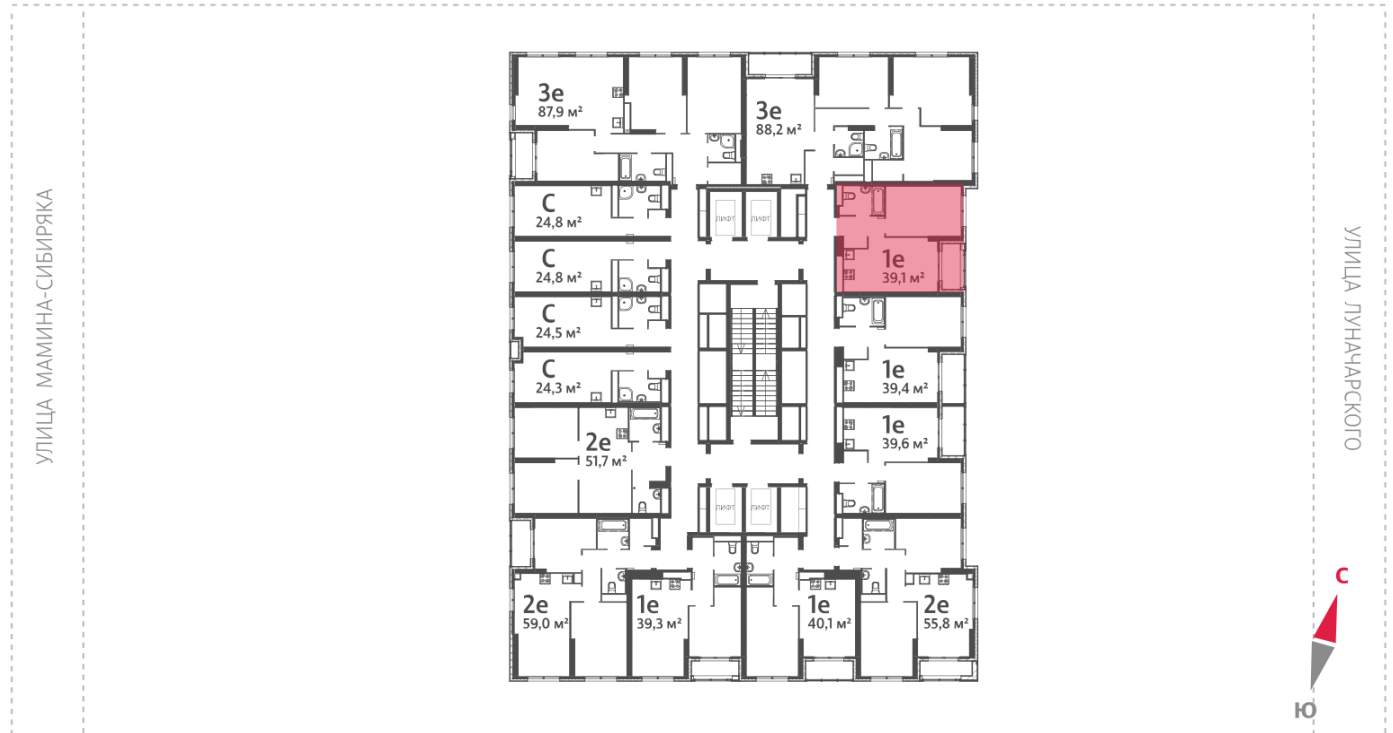 УЛИЦА МАМИНА-СИБИРЯКА
3е
87,9 м²
3е
88,2 м²
С
24,8 м²
ЛИФТ
ЛИФТ
С
24,8 м²
1е
39,1 м²
С
24,5 м²
С
24,3 м²
1е
39,4 м²
2е
51,7 м²
1е
39,6 м²
ЛИФТ
ЛИФТ
2е
59,0 м²
1е
39,3 м²
1е
40,1 м²
2е
55,8 м²
УЛИЦА ЛУНАЧАРСКОГО
С
Ю